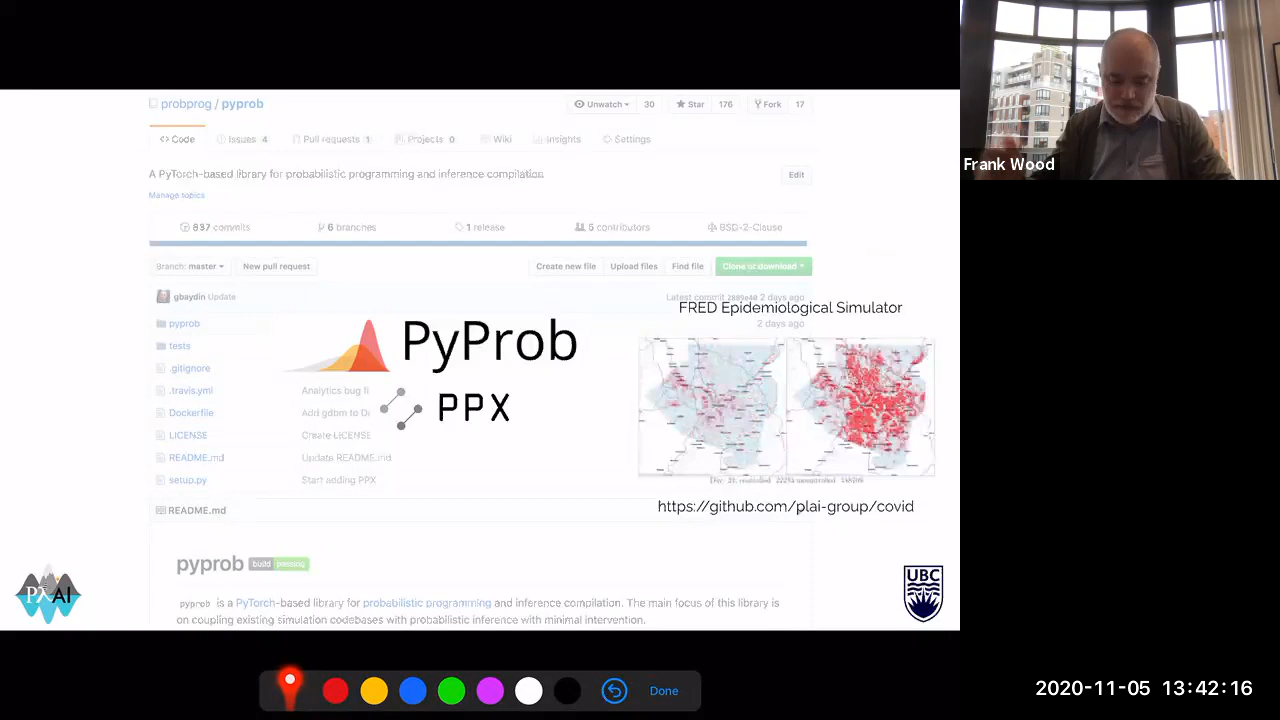 probprog / pyprob
Unwatch 30 Star 176 Fork 17
Code Issues 4 Pull requests 1 Projects 0 Wiki Insights Settings
A PyTorch-based library for probabilistic programming and inference compilation.
Edit
Manage topics
837 commits 6 branches 1 release 5 contributors BSD-2-Clause
Branch: master New pull request Create new file Upload files Find file Clone or download
gbaydin Update
Latest commit 2 days ago
pyprob 2 days ago
tests
.gitignore
.travis.yml Analytics bug fi
Dockerfile Add gdbm to D
LICENSE Create LICENSE
README.md Update README.md
setup.py Start adding PPX
README.md
pyprob build passing
pyprob is a PyTorch-based library for probabilistic programming and inference compilation. The main focus of this library is
on coupling existing simulation codebases with probabilistic inference with minimal intervention.
PyProb
PPX
FRED Epidemiological Simulator
https://github.com/plai-group/covid
PλAI
UBC
Frank Wood
Done
2020-11-05 13:42:16